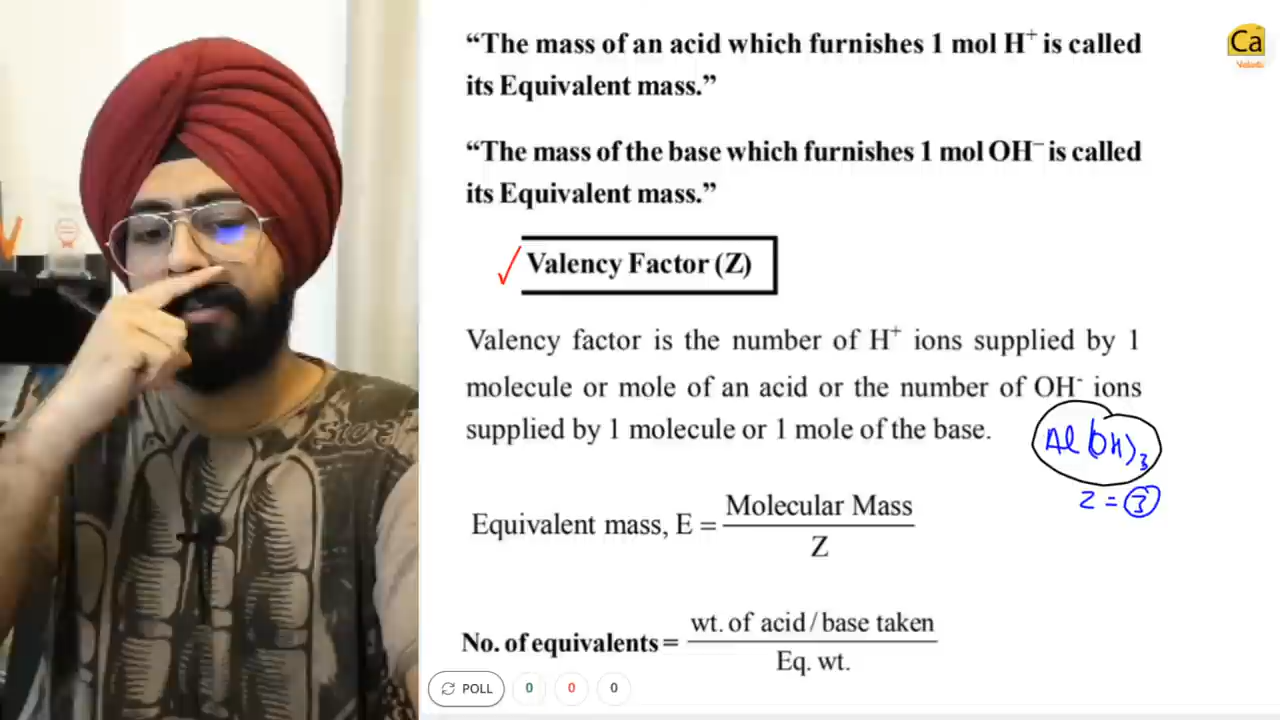 “The mass of an acid which furnishes 1 mol H⁺ is called
its Equivalent mass.”
“The mass of the base which furnishes 1 mol OH⁻ is called
its Equivalent mass.”
Valency Factor (Z)
Valency factor is the number of H⁺ ions supplied by 1
molecule or mole of an acid or the number of OH⁻ ions
supplied by 1 molecule or 1 mole of the base.
Al(OH)₃
Z = 3
Equivalent mass, E = Molecular Mass / Z
No. of equivalents = wt. of acid / base taken / Eq. wt.
POLL 0 0 0
Ca